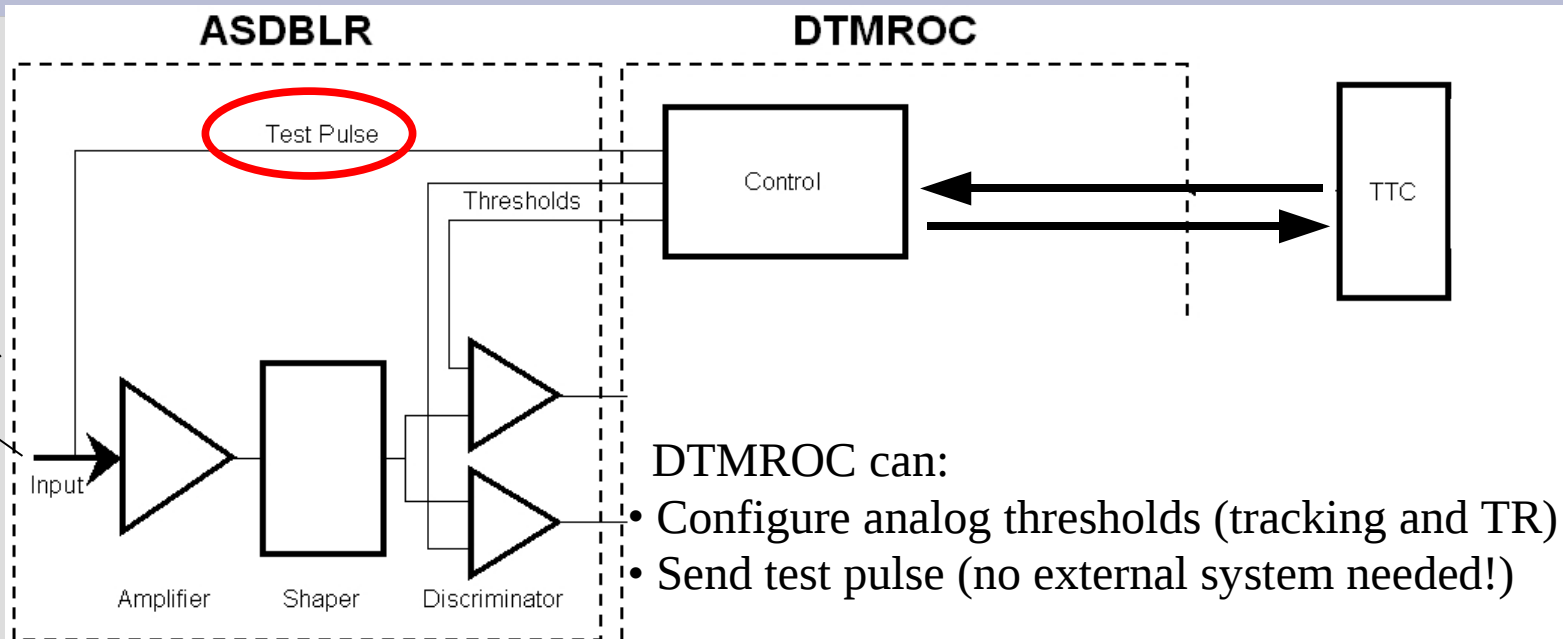 ASDBLR
DTMROC
Test Pulse
Thresholds
Control
TTC
Input
Amplifier
Shaper
Discriminator
DTMROC can:
• Configure analog thresholds (tracking and TR)
• Send test pulse (no external system needed!)